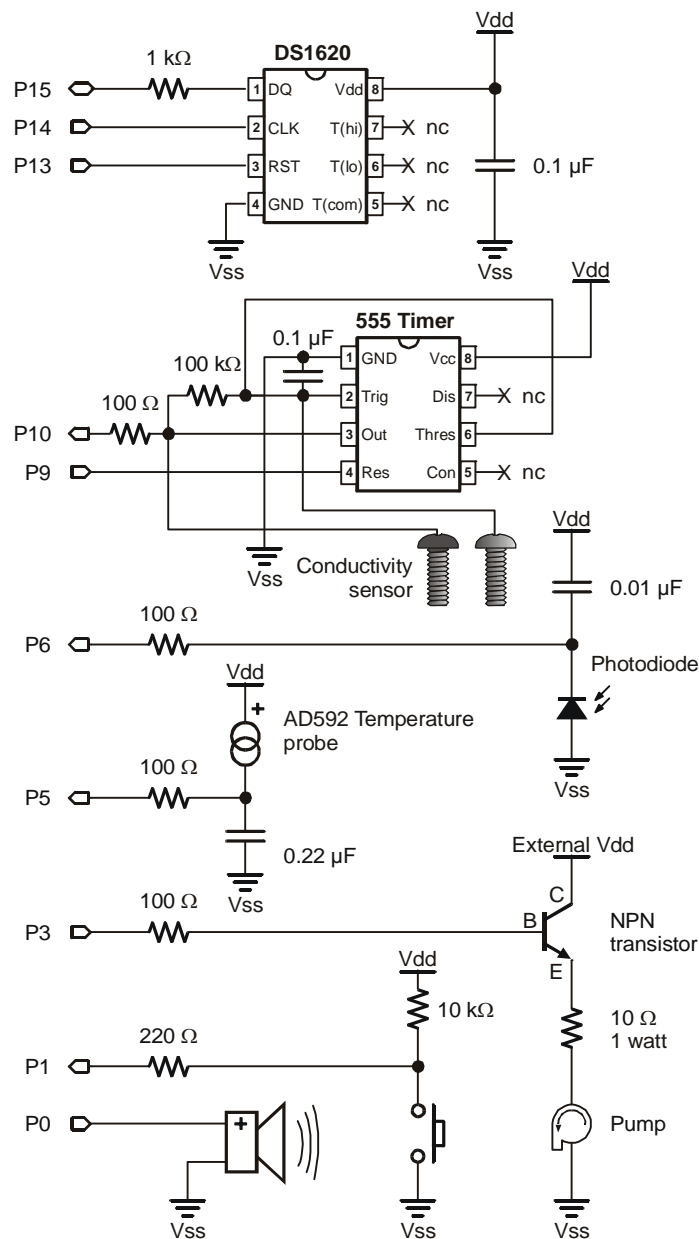 Vdd
DS1620
1 kΩ
P15
1 DQ Vdd 8
P14
2 CLK T(hi) 7 X nc
P13
3 RST T(lo) 6 X nc
0.1 µF
4 GND T(com) 5 X nc
Vss
Vss
Vdd
555 Timer
0.1 µF
100 kΩ
1 GND Vcc 8
100 Ω
2 Trig Dis 7 X nc
P10
3 Out Thres 6
P9
4 Res Con 5 X nc
Vdd
Vss
Conductivity
sensor
0.01 µF
100 Ω
P6
Photodiode
Vdd
+
AD592 Temperature
probe
100 Ω
Vss
P5
0.22 µF
Vss
External Vdd
100 Ω
C
P3
B
NPN
transistor
E
Vdd
10 kΩ
10 Ω
1 watt
220 Ω
P1
P0
+
Pump
Vss
Vss
Vss